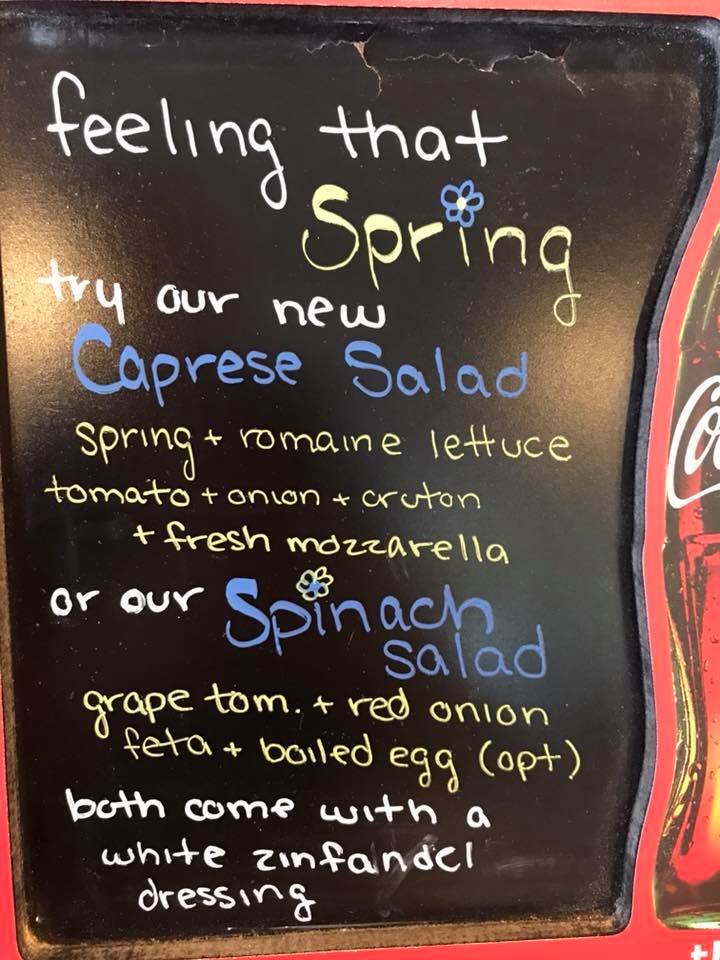 feeling that
Spring
try our new
Caprese Salad
spring + romaine lettuce
tomato + onion + cruton
+ fresh mozzarella
or our Spinach
salad
grape tom. + red onion
feta + boiled egg (opt)
both come with a
white zinfandel
dressing